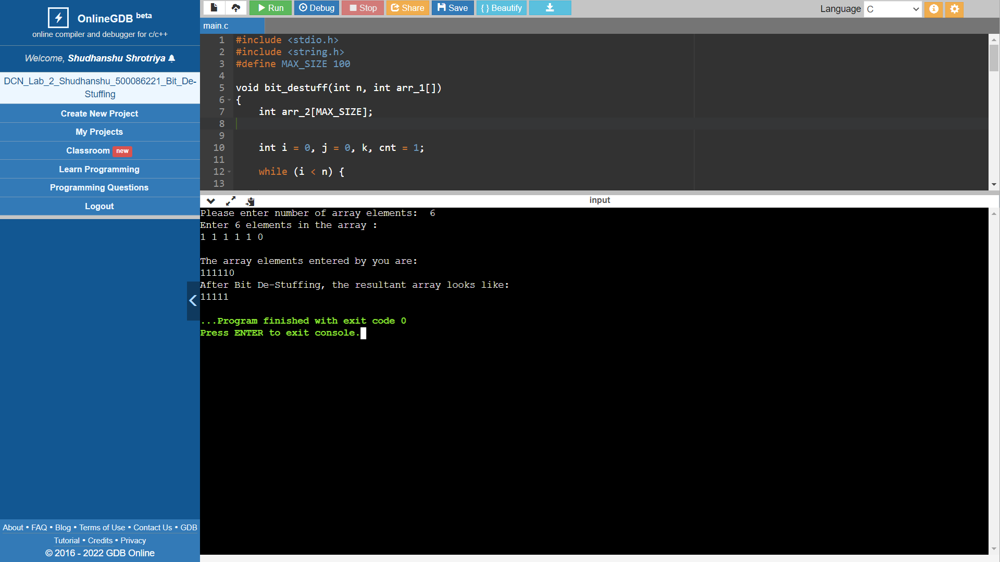 OnlineGDB beta
online compiler and debugger for c/c++
Welcome, Shudhanshu Shrotriya
DCN_Lab_2_Shudhanshu_500086221_Bit_De-
Stuffing
Create New Project
My Projects
Classroom new
Learn Programming
Programming Questions
Logout
About • FAQ • Blog • Terms of Use • Contact Us • GDB
Tutorial • Credits • Privacy
© 2016 - 2022 GDB Online
Run Debug Stop Share Save { } Beautify Language C
main.c
1 #include <stdio.h>
2 #include <string.h>
3 #define MAX_SIZE 100
4
5 void bit_destuff(int n, int arr_1[])
6 {
7 int arr_2[MAX_SIZE];
8
9
10 int i = 0, j = 0, k, cnt = 1;
11
12 while (i < n) {
13
input
Please enter number of array elements:  6
Enter 6 elements in the array :
1 1 1 1 1 0
The array elements entered by you are:
111110
After Bit De-Stuffing, the resultant array looks like:
11111
...Program finished with exit code 0
Press ENTER to exit console.